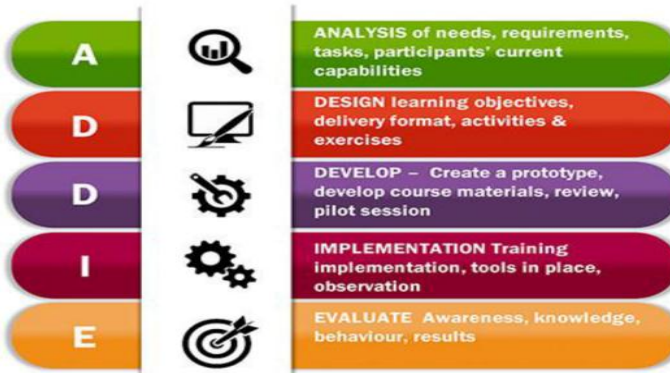 A
ANALYSIS of needs, requirements,
tasks, participants' current
capabilities
D
DESIGN learning objectives,
delivery format, activities &
exercises
D
DEVELOP – Create a prototype,
develop course materials, review,
pilot session
I
IMPLEMENTATION Training
implementation, tools in place,
observation
E
EVALUATE Awareness, knowledge,
behaviour, results